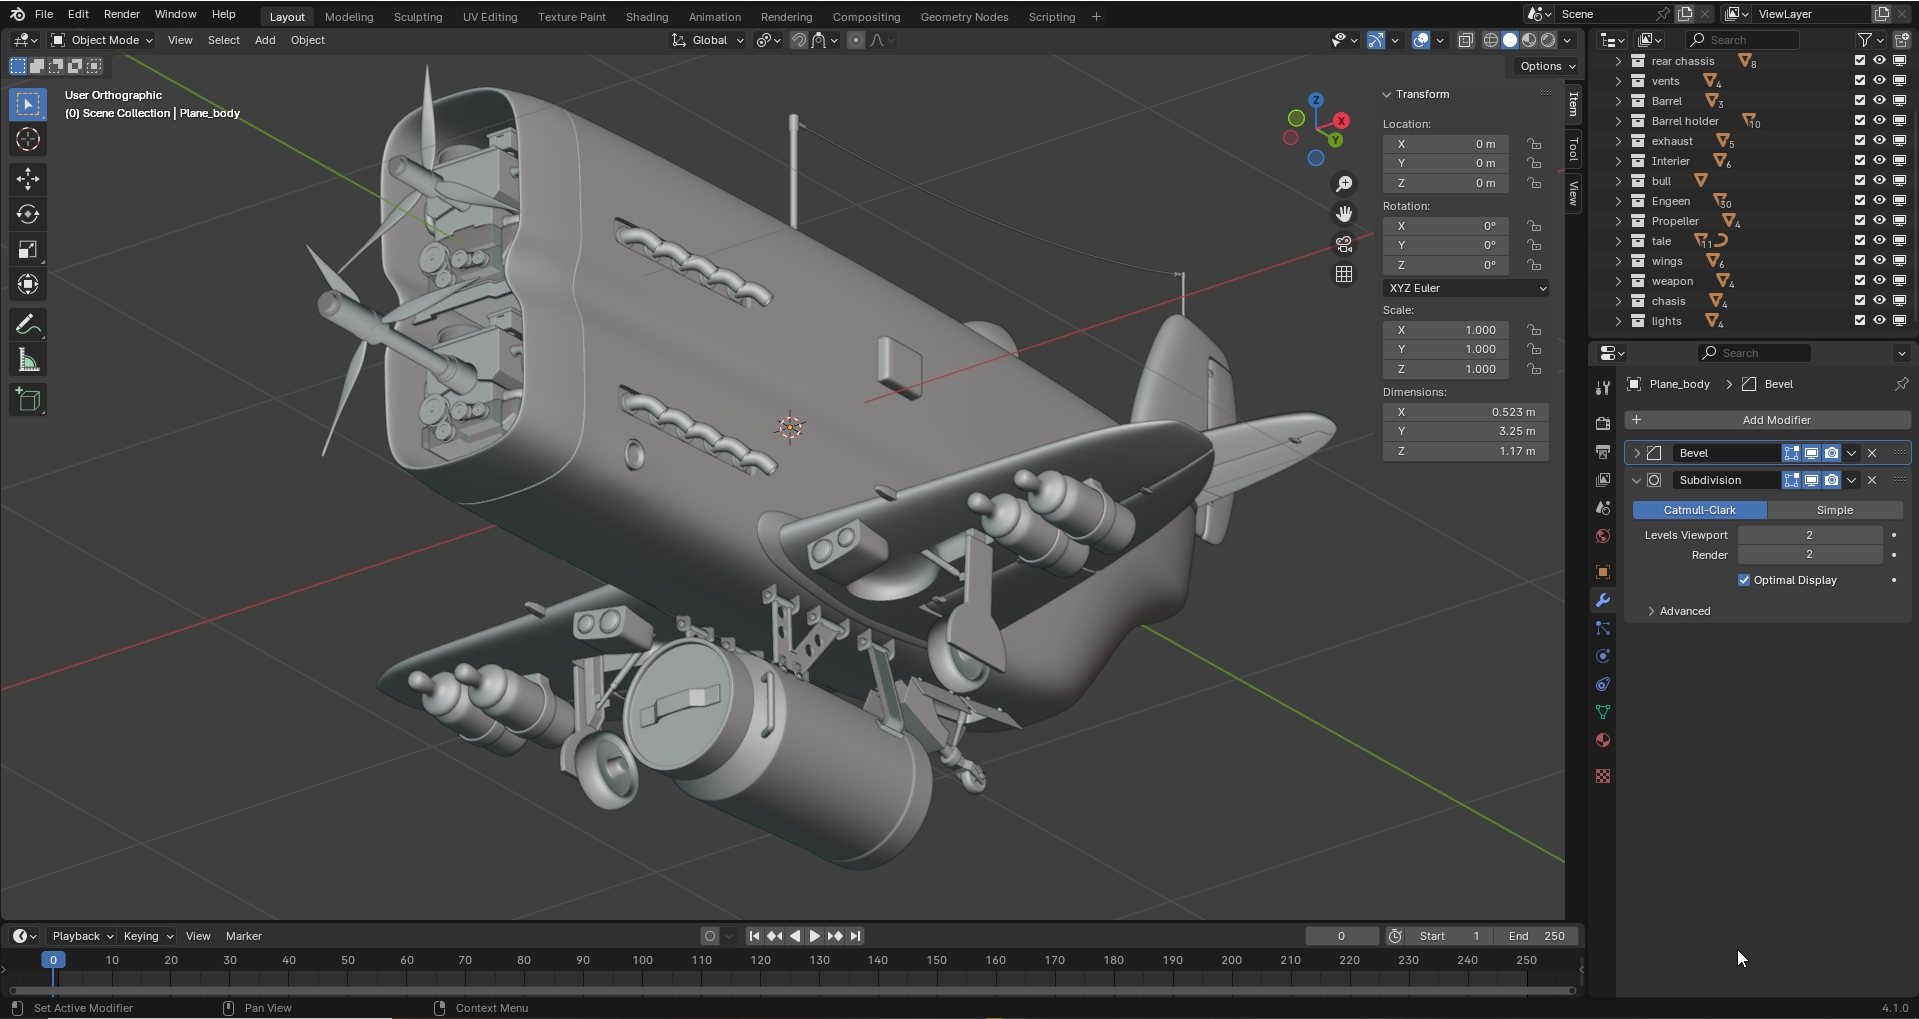 File Edit Render Window Help Layout Modeling Sculpting UV Editing Texture Paint Shading Animation Rendering Compositing Geometry Nodes Scripting + Scene ViewLayer
Object Mode View Select Add Object Global Search
Options
User Orthographic
(0) Scene Collection | Plane_body
Z
X
Y
Item
Tool
View
Transform
Location:
X 0 m
Y 0 m
Z 0 m
Rotation:
X 0°
Y 0°
Z 0°
XYZ Euler
Scale:
X 1.000
Y 1.000
Z 1.000
Dimensions:
X 0.523 m
Y 3.25 m
Z 1.17 m
rear chassis 8
vents 4
Barrel 3
Barrel holder 10
exhaust 5
Interier 6
bull
Engeen 30
Propeller 4
tale 11
wings 6
weapon 4
chasis 4
lights 4
Search
Plane_body > Bevel
+ Add Modifier
Bevel
Subdivision
Catmull-Clark Simple
Levels Viewport 2
Render 2
Optimal Display
Advanced
Playback Keying View Marker 0 Start 1 End 250
0 10 20 30 40 50 60 70 80 90 100 110 120 130 140 150 160 170 180 190 200 210 220 230 240 250
Set Active Modifier Pan View Context Menu 4.1.0